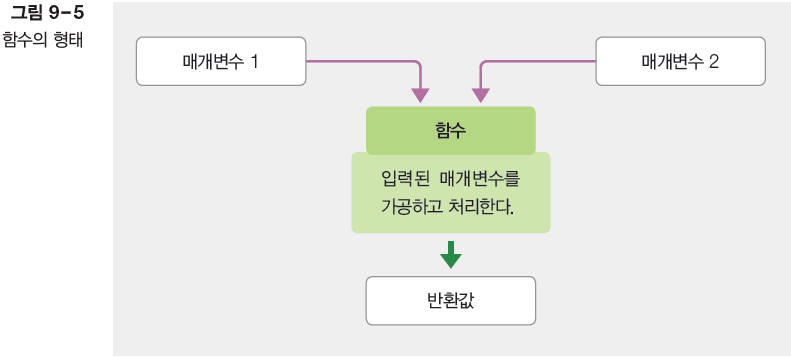 그림 9-5
함수의 형태
매개변수 1
매개변수 2
함수
입력된 매개변수를
가공하고 처리한다.
반환값